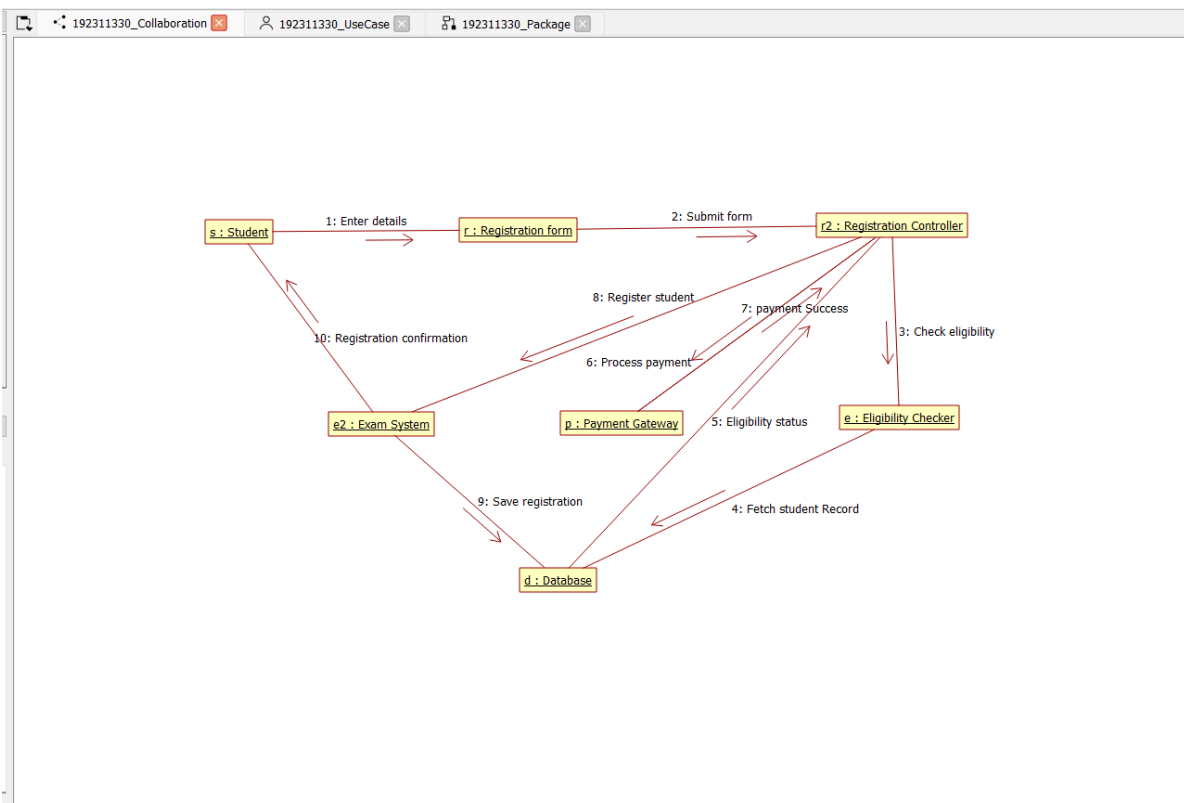 192311330_Collaboration
192311330_UseCase
192311330_Package
1: Enter details
2: Submit form
s : Student
r : Registration form
r2 : Registration Controller
8: Register student
7: payment Success
3: Check eligibility
10: Registration confirmation
6: Process payment
e2 : Exam System
p : Payment Gateway
5: Eligibility status
e : Eligibility Checker
9: Save registration
4: Fetch student Record
d : Database